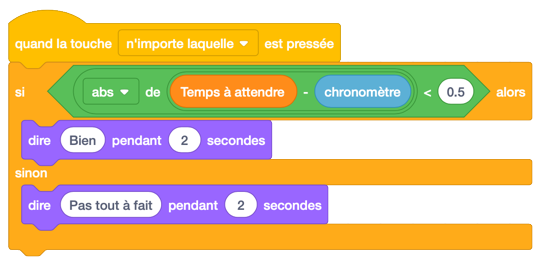 quand la touche n'importe laquelle est pressée
si abs de Temps à attendre - chronomètre < 0.5 alors
dire Bien pendant 2 secondes
sinon
dire Pas tout à fait pendant 2 secondes